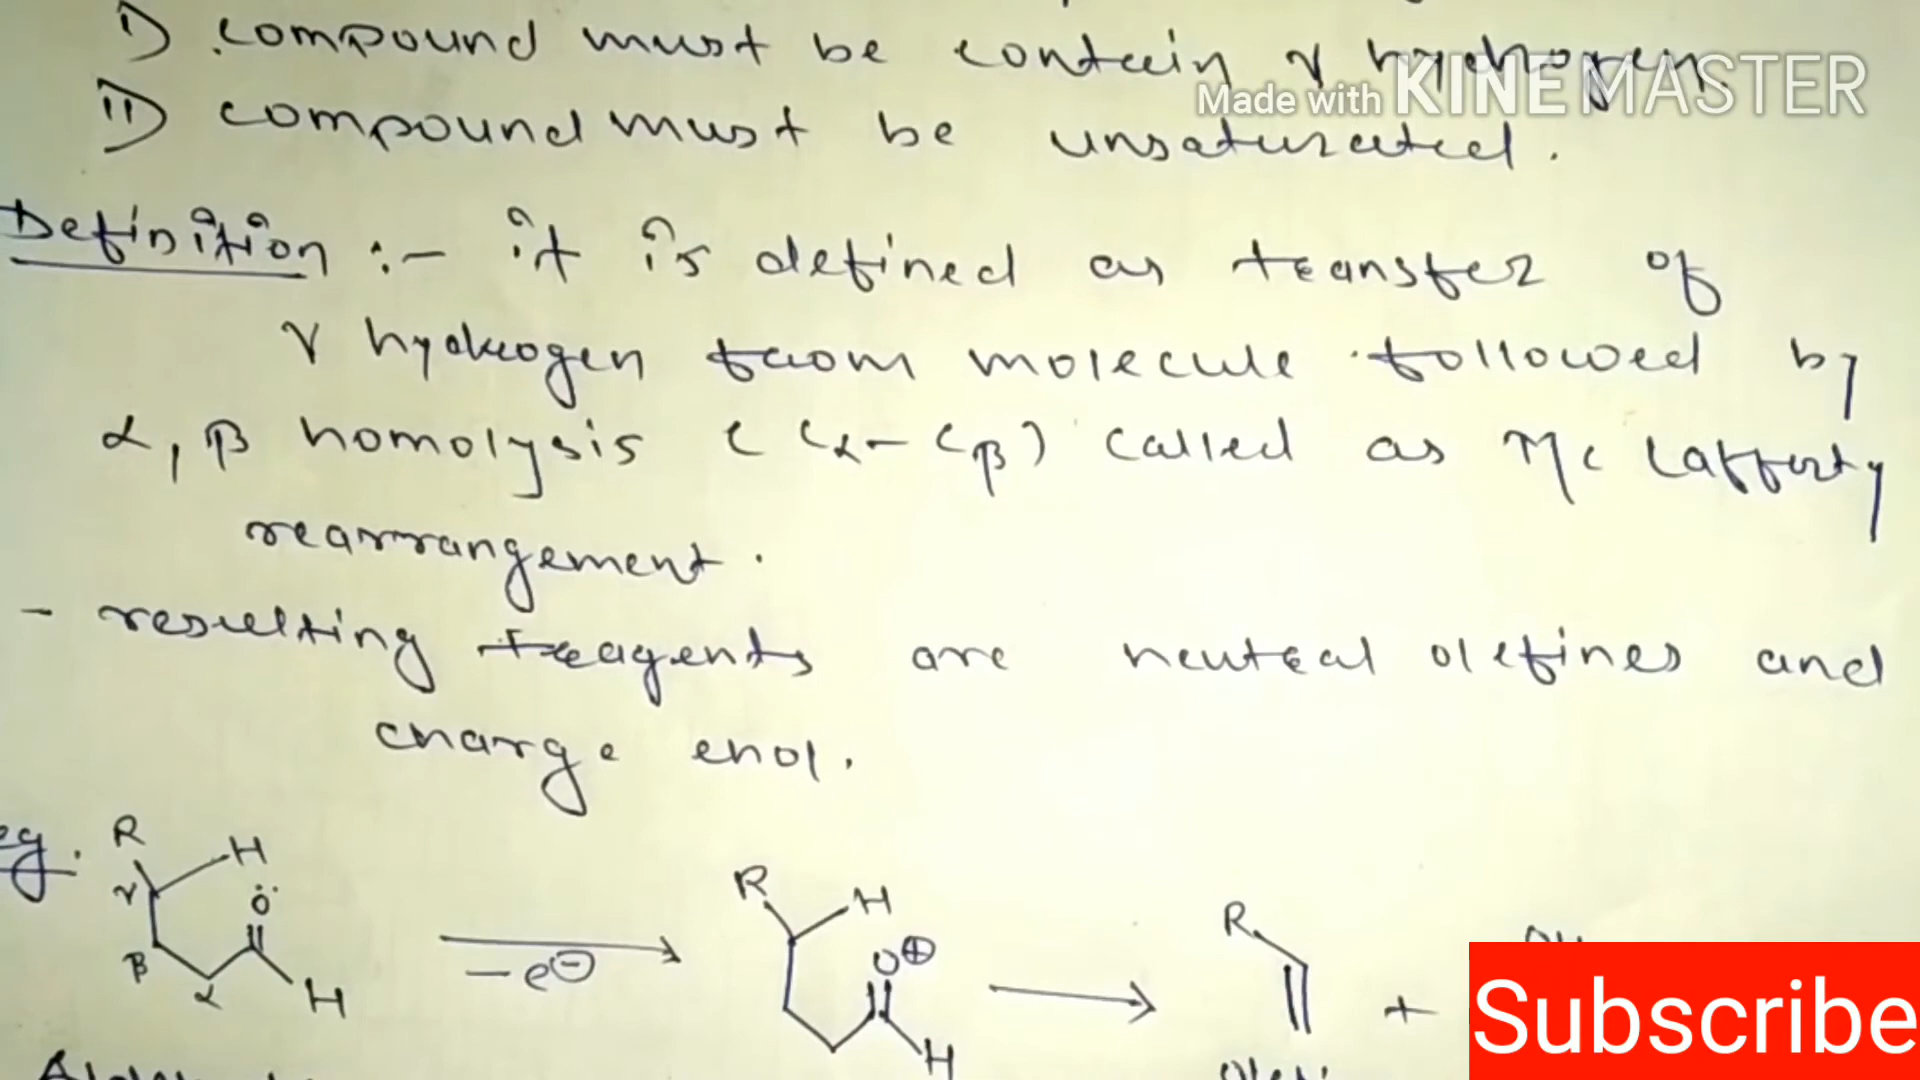 i) compound must be contain γ hydrogen
Made with KINEMASTER
ii) compound must be unsaturated.
Definition :- it is defined as transfer of
γ hydrogen from molecule followed by
α, β homolysis ( Cα - Cβ ) called as Mc Lafferty
rearrangement.
- resulting reagents are neutral olefines and
charge enol.
eg.
R H
γ Ö
β α H
- e⊖
R H
O⊕
H
R
+
Subscribe